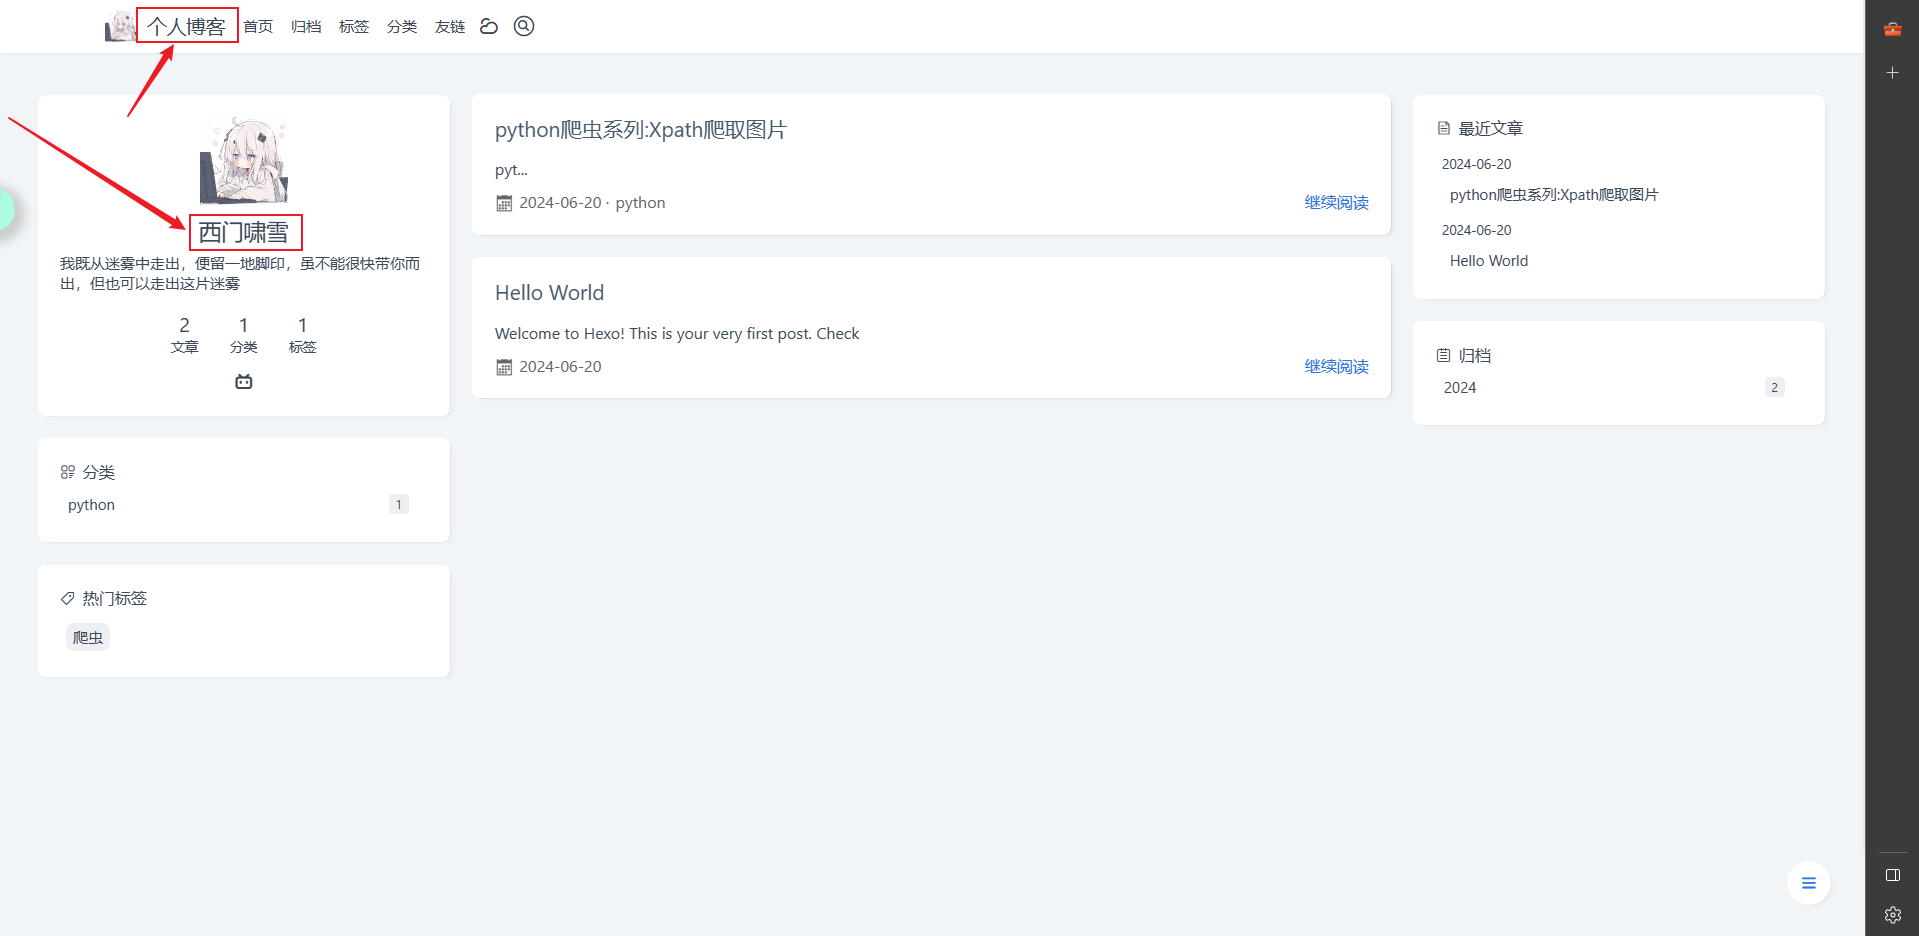 个人博客 首页 归档 标签 分类 友链
西门啸雪
我既从迷雾中走出，便留一地脚印，虽不能很快带你而
出，但也可以走出这片迷雾
2 1 1
文章 分类 标签
分类
python 1
热门标签
爬虫
python爬虫系列:Xpath爬取图片
pyt...
2024-06-20 · python 继续阅读
Hello World
Welcome to Hexo! This is your very first post. Check
2024-06-20 继续阅读
最近文章
2024-06-20
python爬虫系列:Xpath爬取图片
2024-06-20
Hello World
归档
2024 2